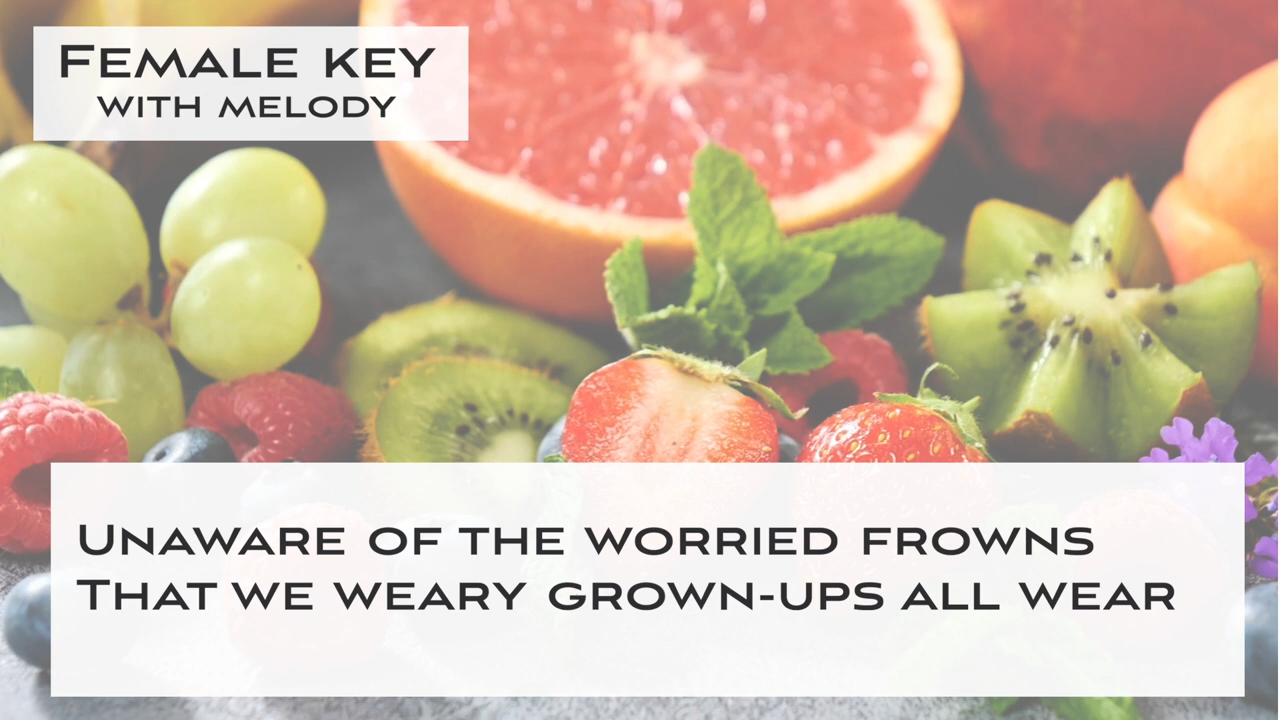 Female key
with melody
Unaware of the worried frowns
That we weary grown-ups all wear